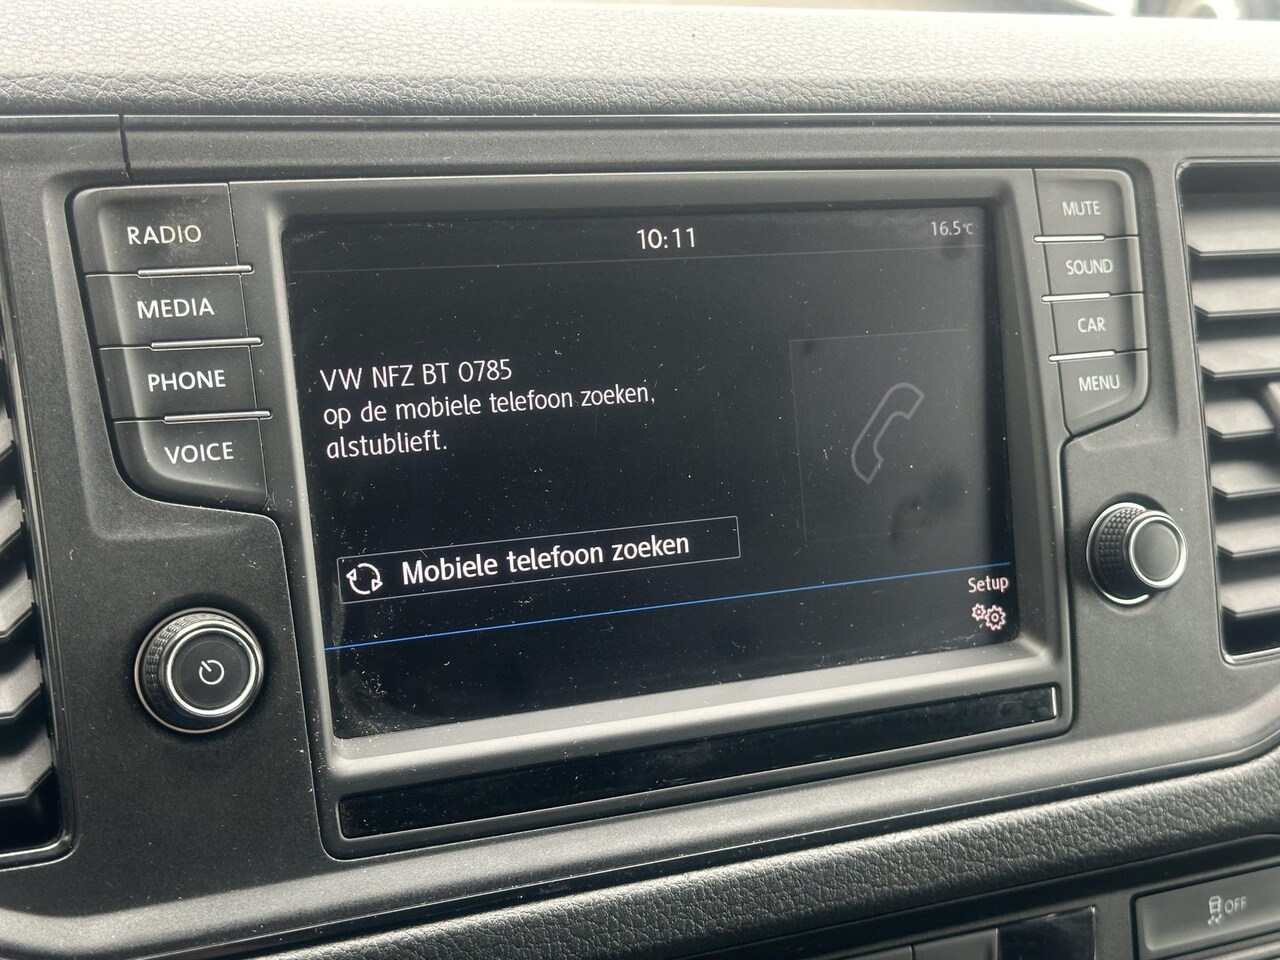 RADIO
MEDIA
PHONE
VOICE
10:11
16.5°C
VW NFZ BT 0785
op de mobiele telefoon zoeken,
alstublieft.
Mobiele telefoon zoeken
Setup
MUTE
SOUND
CAR
MENU
OFF